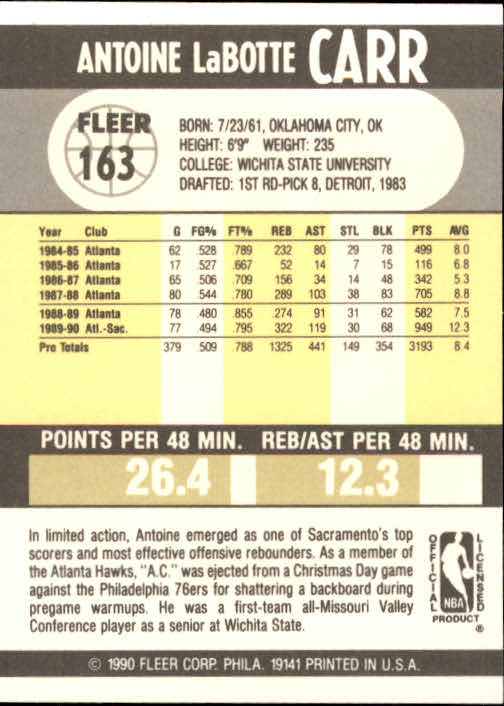 ANTOINE LaBOTTE CARR
FLEER
163
BORN: 7/23/61, OKLAHOMA CITY, OK
HEIGHT: 6'9" WEIGHT: 235
COLLEGE: WICHITA STATE UNIVERSITY
DRAFTED: 1ST RD-PICK 8, DETROIT, 1983
Year Club G FG% FT% REB AST STL BLK PTS AVG
1984-85 Atlanta 62 .528 .789 232 80 29 78 499 8.0
1985-86 Atlanta 17 .527 .667 52 14 7 15 116 6.8
1986-87 Atlanta 65 .506 .709 156 34 14 48 342 5.3
1987-88 Atlanta 80 .544 .780 289 103 38 83 705 8.8
1988-89 Atlanta 78 .480 .855 .274 91 31 62 582 7.5
1989-90 Atl.-Sac. 77 .494 .795 322 119 30 68 949 12.3
Pro Totals 379 .509 .788 1325 441 149 354 3193 8.4
POINTS PER 48 MIN. REB/AST PER 48 MIN.
26.4 12.3
In limited action, Antoine emerged as one of Sacramento's top
scorers and most effective offensive rebounders. As a member of
the Atlanta Hawks, "A.C." was ejected from a Christmas Day game
against the Philadelphia 76ers for shattering a backboard during
pregame warmups. He was a first-team all-Missouri Valley
Conference player as a senior at Wichita State.
OFFICIAL
LICENSED
NBA
PRODUCT ®
© 1990 FLEER CORP. PHILA. 19141 PRINTED IN U.S.A.